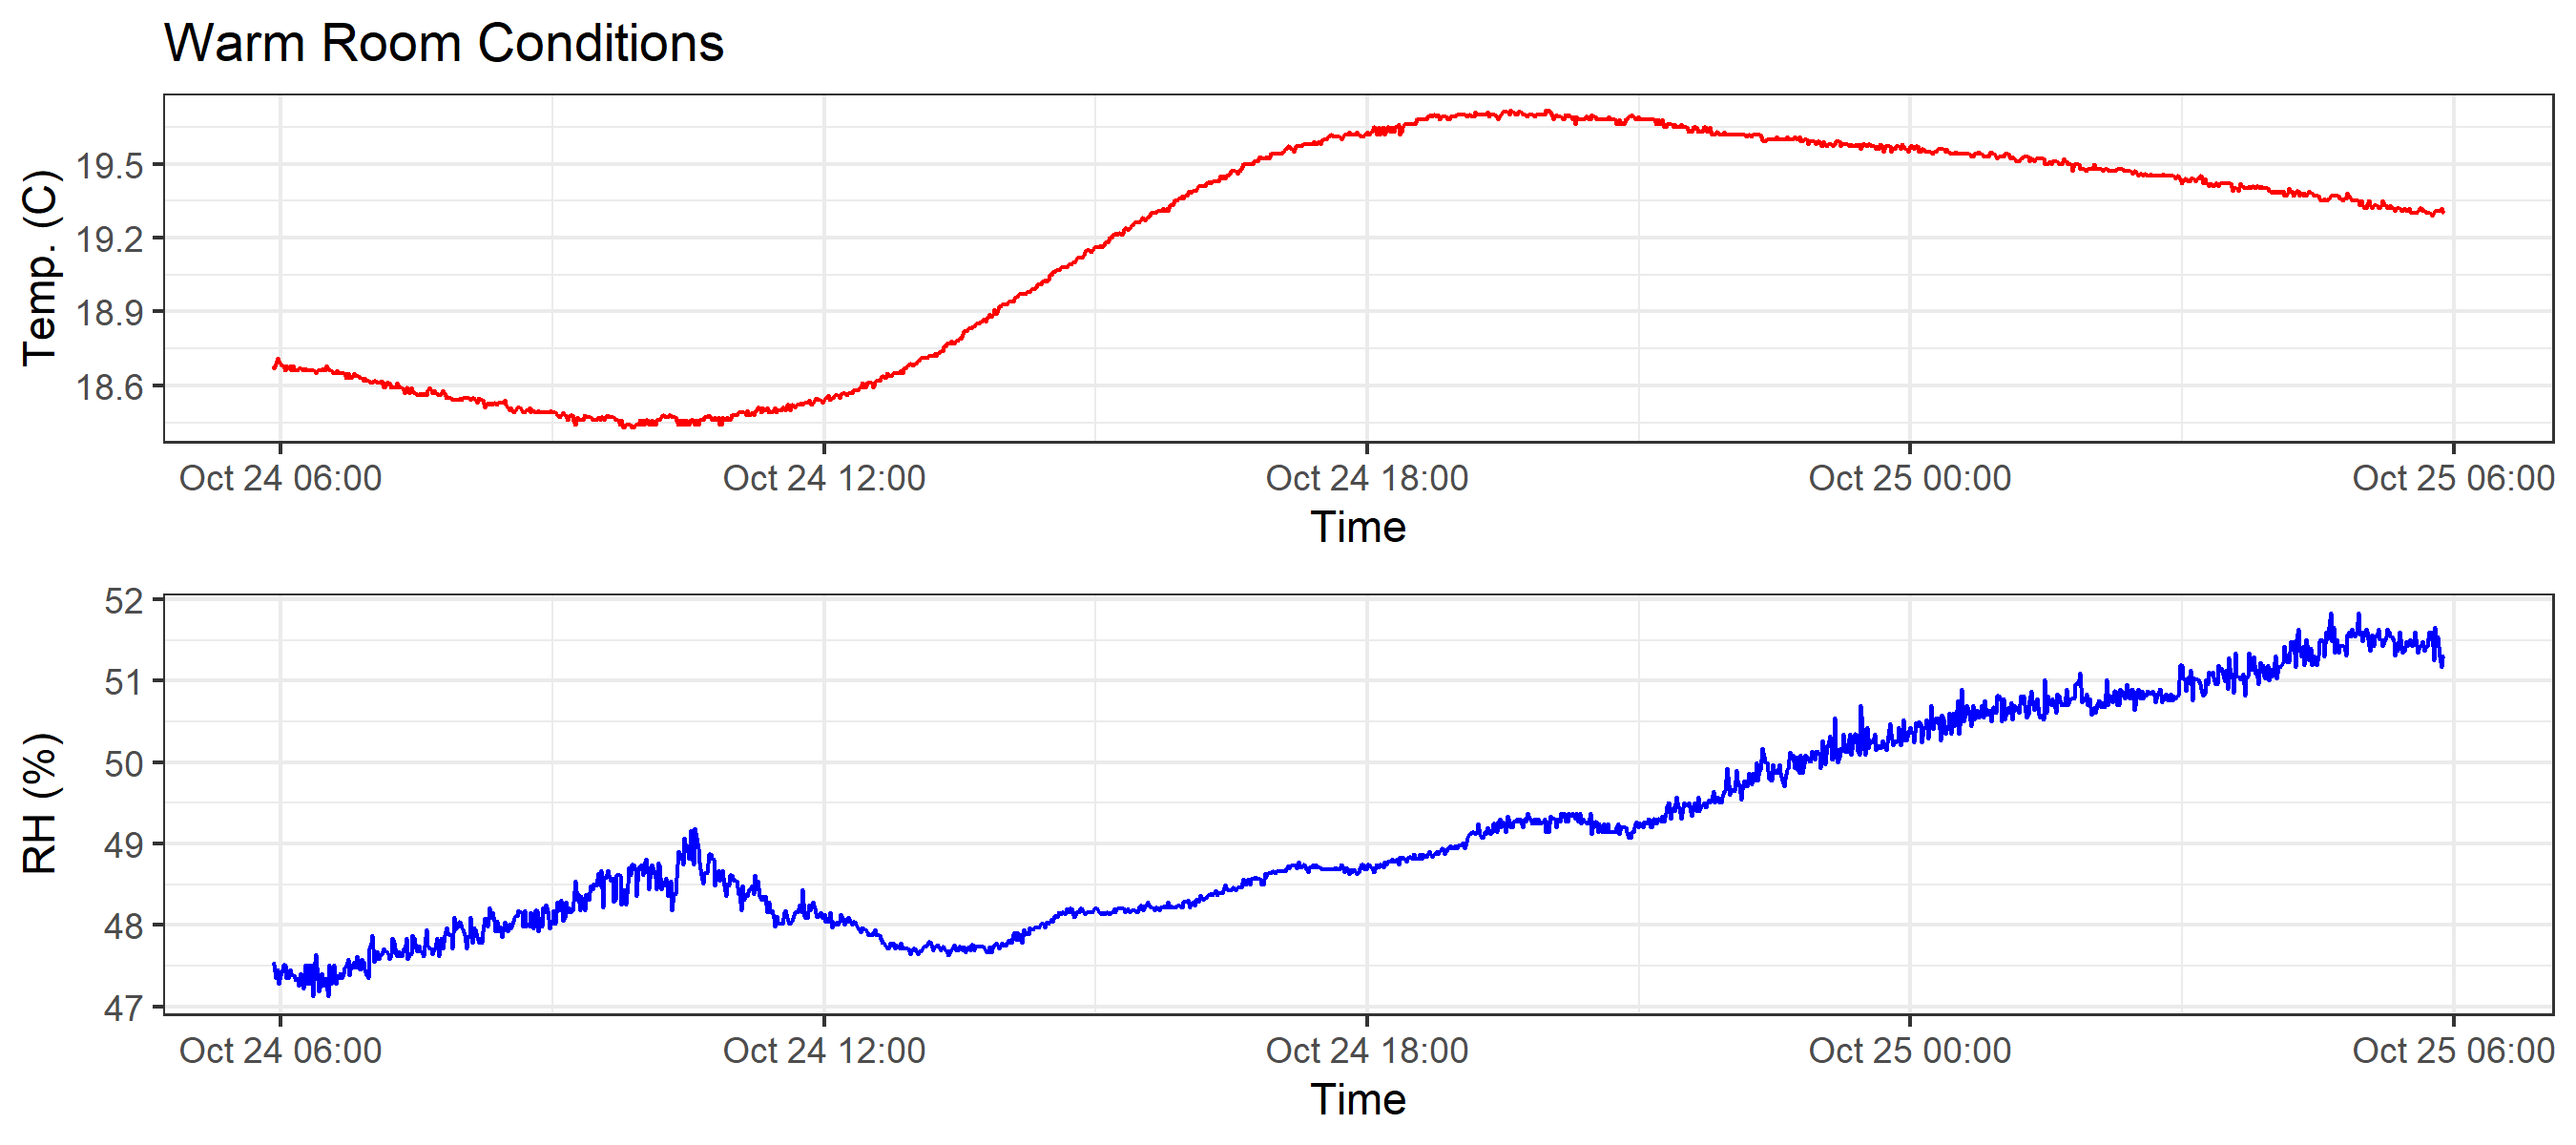 Warm Room Conditions
Temp. (C)
19.5
19.2
18.9
18.6
Oct 24 06:00 Oct 24 12:00 Oct 24 18:00 Oct 25 00:00 Oct 25 06:00
Time
RH (%)
52
51
50
49
48
47
Oct 24 06:00 Oct 24 12:00 Oct 24 18:00 Oct 25 00:00 Oct 25 06:00
Time